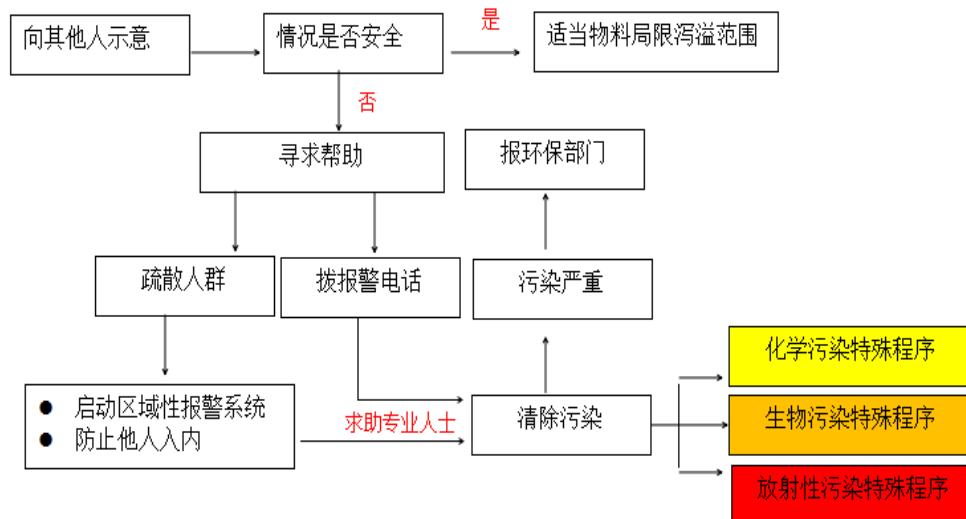 向其他人示意
情况是否安全
是
适当物料局限泻溢范围
否
寻求帮助
报环保部门
疏散人群
拨报警电话
污染严重
化学污染特殊程序
● 启动区域性报警系统
● 防止他人入内
求助专业人士
清除污染
生物污染特殊程序
放射性污染特殊程序